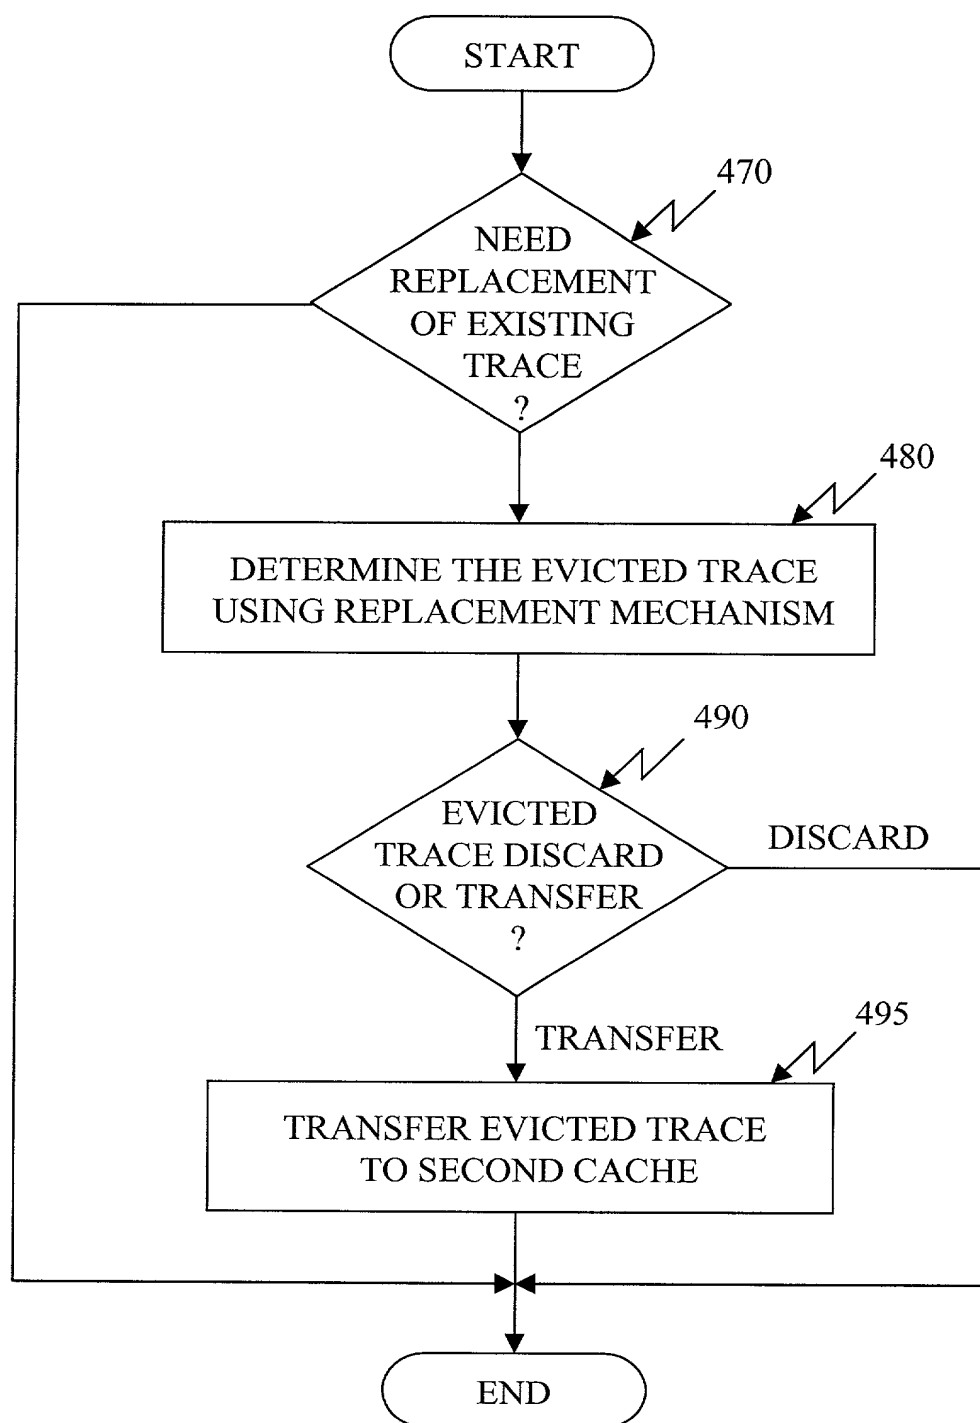 START
470
NEED
REPLACEMENT
OF EXISTING
TRACE
?
480
DETERMINE THE EVICTED TRACE
USING REPLACEMENT MECHANISM
490
EVICTED
TRACE DISCARD
OR TRANSFER
?
DISCARD
TRANSFER
495
TRANSFER EVICTED TRACE
TO SECOND CACHE
END